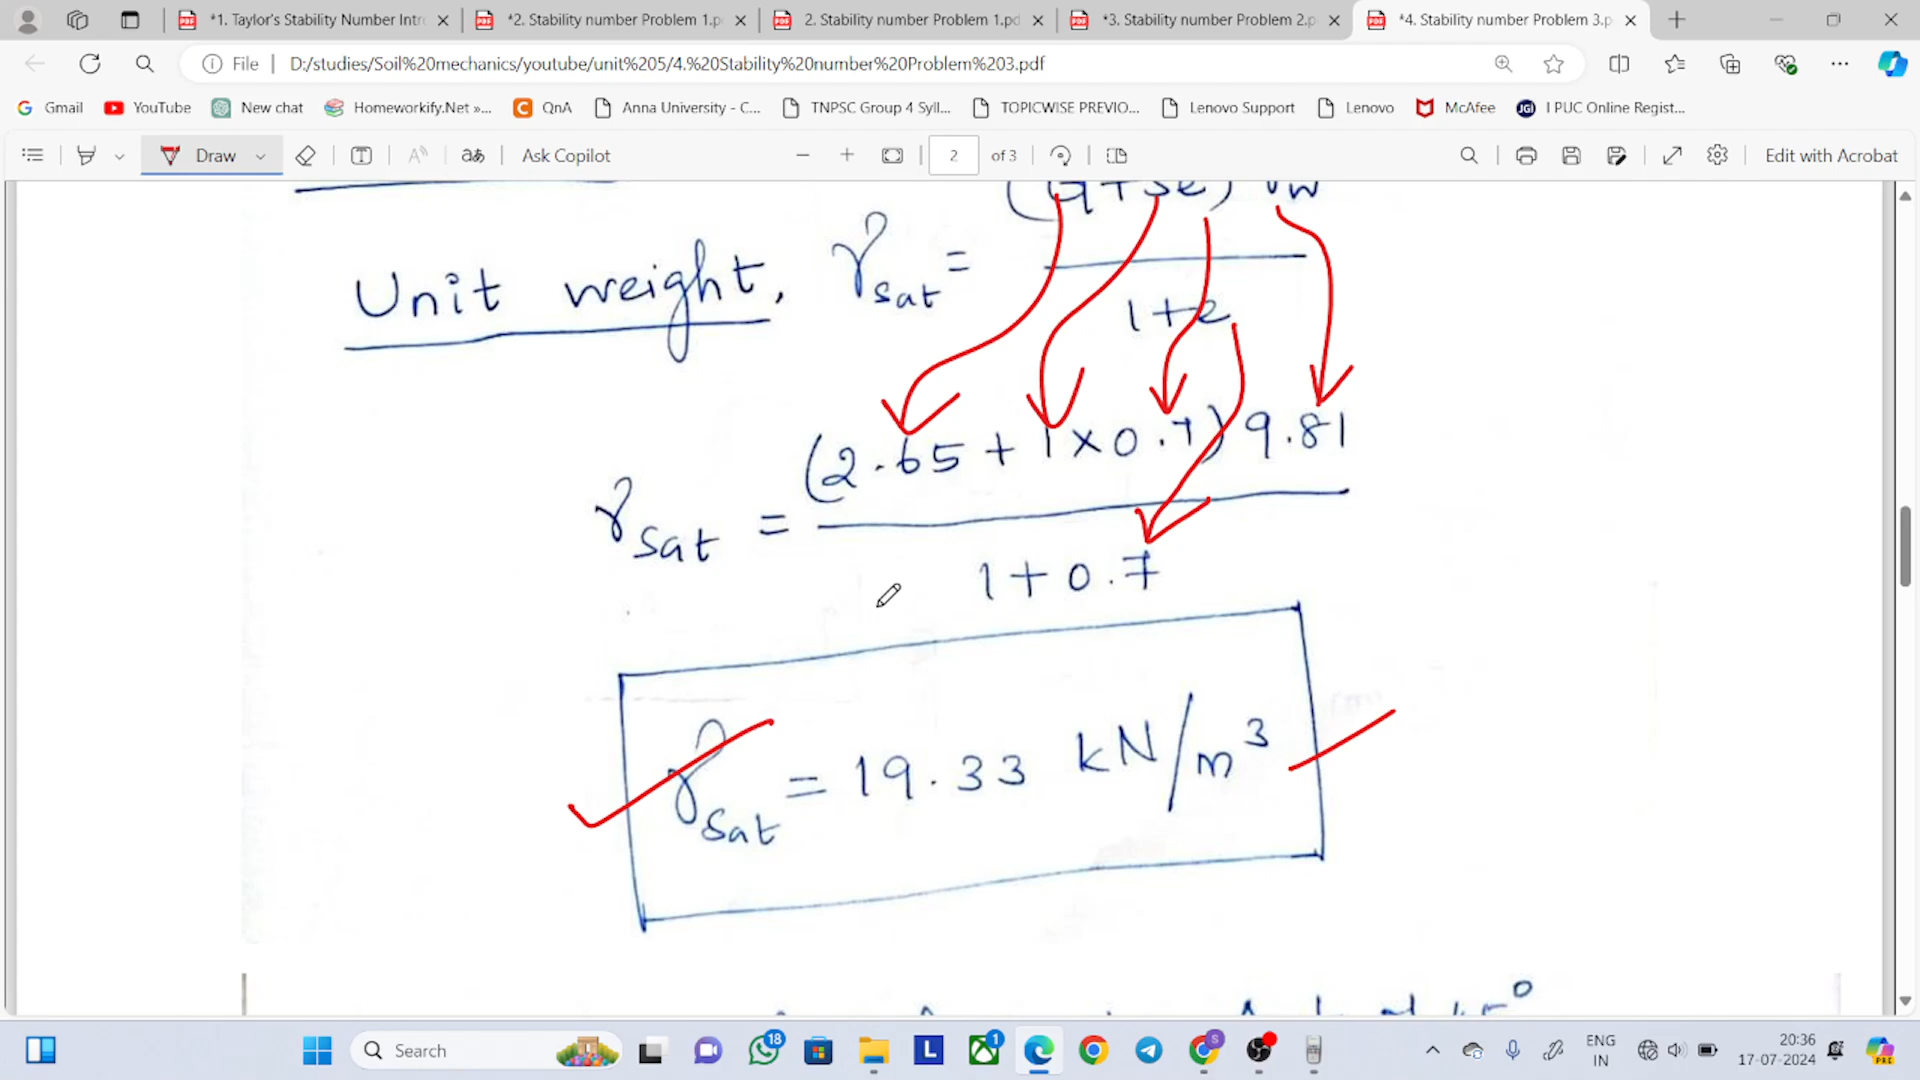 *1. Taylor's Stability Number Intr
*2. Stability number Problem 1.p
2. Stability number Problem 1.pd
*3. Stability number Problem 2.p
*4. Stability number Problem 3.p
File
D:/studies/Soil%20mechanics/youtube/unit%205/4.%20Stability%20number%20Problem%203.pdf
Gmail
YouTube
New chat
Homeworkify.Net »...
QnA
Anna University - C...
TNPSC Group 4 Syll...
TOPICWISE PREVIO...
Lenovo Support
Lenovo
McAfee
I PUC Online Regist...
Draw
Ask Copilot
2 of 3
Edit with Acrobat
(G+Se) γw
Unit weight, γsat =
1+e
(2.65 + 1×0.7) 9.81
γsat =
1+0.7
γsat = 19.33 kN/m³
Search
18
1
ENG
IN
20:36
17-07-2024